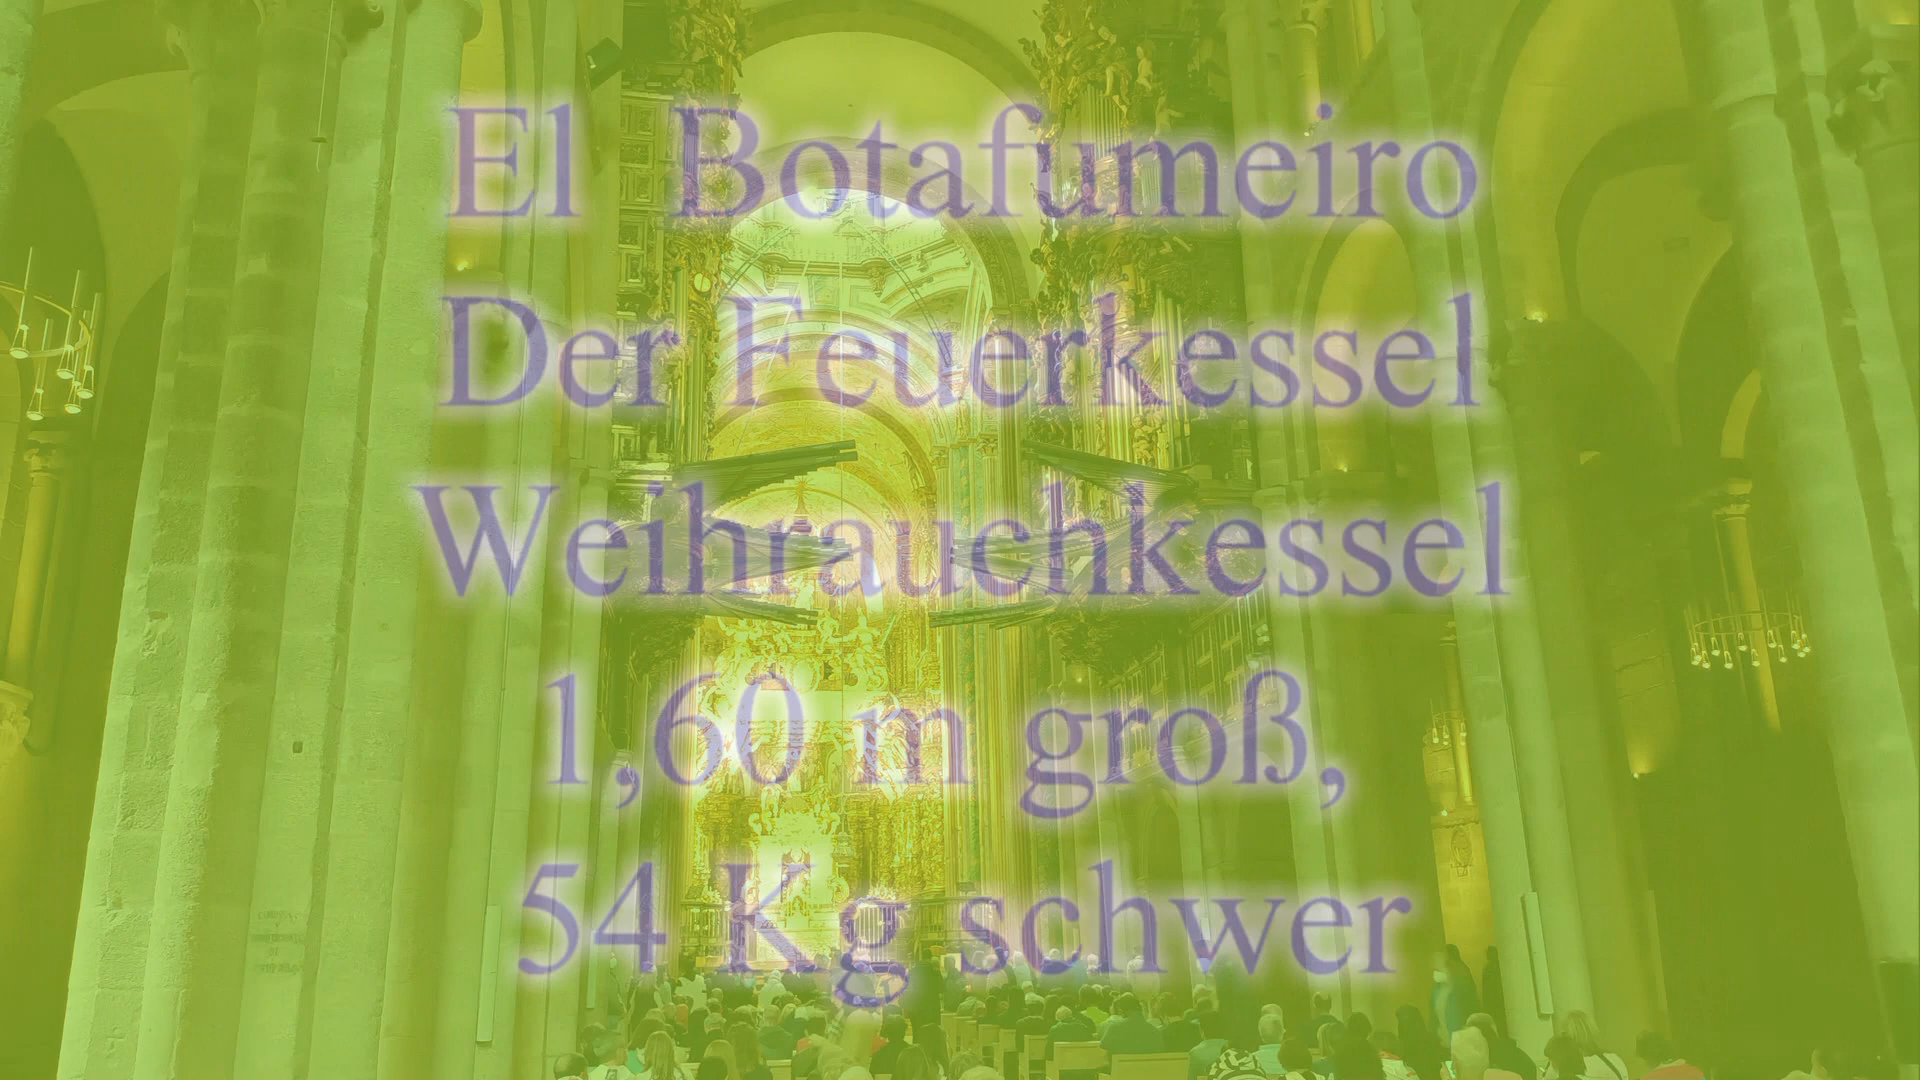 El Botafumeiro
Der Feuerkessel
Weihrauchkessel
1,60 m groß,
54 Kg schwer